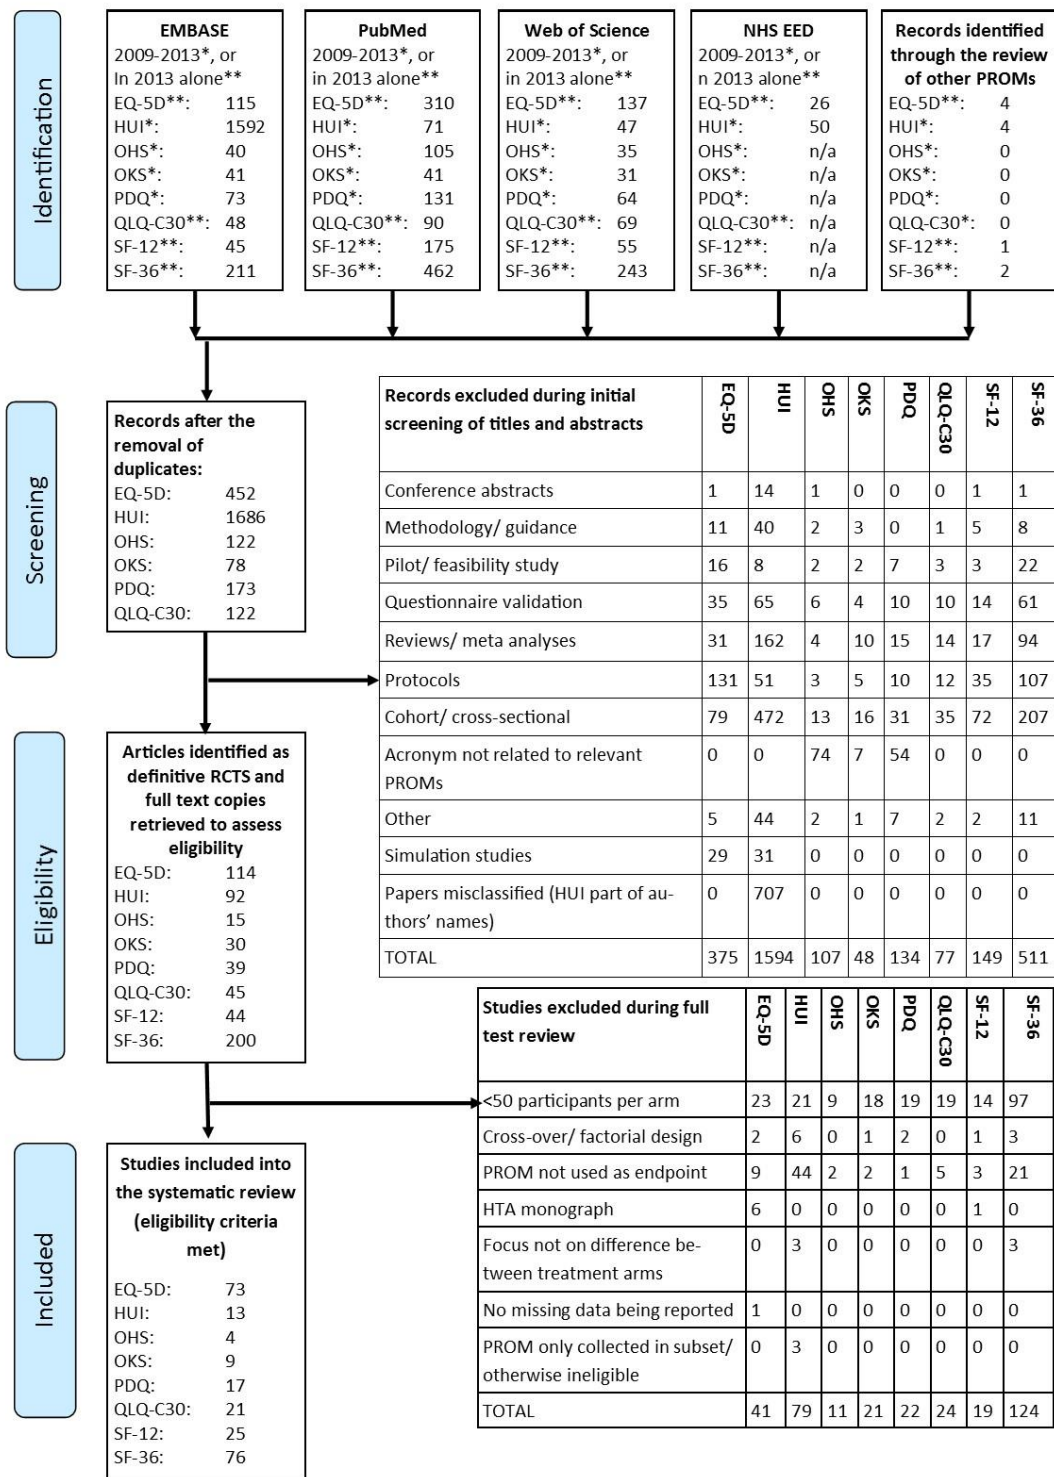 Identification
EMBASE
2009-2013*, or
In 2013 alone**
EQ-5D**: 115
HUI*: 1592
OHS*: 40
OKS*: 41
PDQ*: 73
QLQ-C30**: 48
SF-12**: 45
SF-36**: 211
PubMed
2009-2013*, or
in 2013 alone**
EQ-5D**: 310
HUI*: 71
OHS*: 105
OKS*: 41
PDQ*: 131
QLQ-C30**: 90
SF-12**: 175
SF-36**: 462
Web of Science
2009-2013*, or
in 2013 alone**
EQ-5D**: 137
HUI*: 47
OHS*: 35
OKS*: 31
PDQ*: 64
QLQ-C30**: 69
SF-12**: 55
SF-36**: 243
NHS EED
2009-2013*, or
n 2013 alone**
EQ-5D**: 26
HUI*: 50
OHS*: n/a
OKS*: n/a
PDQ*: n/a
QLQ-C30**: n/a
SF-12**: n/a
SF-36**: n/a
Records identified
through the review
of other PROMs
EQ-5D**: 4
HUI*: 4
OHS*: 0
OKS*: 0
PDQ*: 0
QLQ-C30*: 0
SF-12**: 1
SF-36**: 2
Screening
Records after the
removal of
duplicates:
EQ-5D: 452
HUI: 1686
OHS: 122
OKS: 78
PDQ: 173
QLQ-C30: 122
Records excluded during initial
screening of titles and abstracts
EQ-5D HUI OHS OKS PDQ QLQ-C30 SF-12 SF-36
Conference abstracts 1 14 1 0 0 0 1 1
Methodology/ guidance 11 40 2 3 0 1 5 8
Pilot/ feasibility study 16 8 2 2 7 3 3 22
Questionnaire validation 35 65 6 4 10 10 14 61
Reviews/ meta analyses 31 162 4 10 15 14 17 94
Protocols 131 51 3 5 10 12 35 107
Cohort/ cross-sectional 79 472 13 16 31 35 72 207
Acronym not related to relevant 0 0 74 7 54 0 0 0
PROMs
Other 5 44 2 1 7 2 2 11
Simulation studies 29 31 0 0 0 0 0 0
Papers misclassified (HUI part of au- 0 707 0 0 0 0 0 0
thors' names)
TOTAL 375 1594 107 48 134 77 149 511
Eligibility
Articles identified as
definitive RCTS and
full text copies
retrieved to assess
eligibility
EQ-5D: 114
HUI: 92
OHS: 15
OKS: 30
PDQ: 39
QLQ-C30: 45
SF-12: 44
SF-36: 200
Studies excluded during full
test review
EQ-5D HUI OHS OKS PDQ QLQ-C30 SF-12 SF-36
<50 participants per arm 23 21 9 18 19 19 14 97
Cross-over/ factorial design 2 6 0 1 2 0 1 3
PROM not used as endpoint 9 44 2 2 1 5 3 21
HTA monograph 6 0 0 0 0 0 1 0
Focus not on difference be- 0 3 0 0 0 0 0 3
tween treatment arms
No missing data being reported 1 0 0 0 0 0 0 0
PROM only collected in subset/ 0 3 0 0 0 0 0 0
otherwise ineligible
TOTAL 41 79 11 21 22 24 19 124
Included
Studies included into
the systematic review
(eligibility criteria
met)
EQ-5D: 73
HUI: 13
OHS: 4
OKS: 9
PDQ: 17
QLQ-C30: 21
SF-12: 25
SF-36: 76